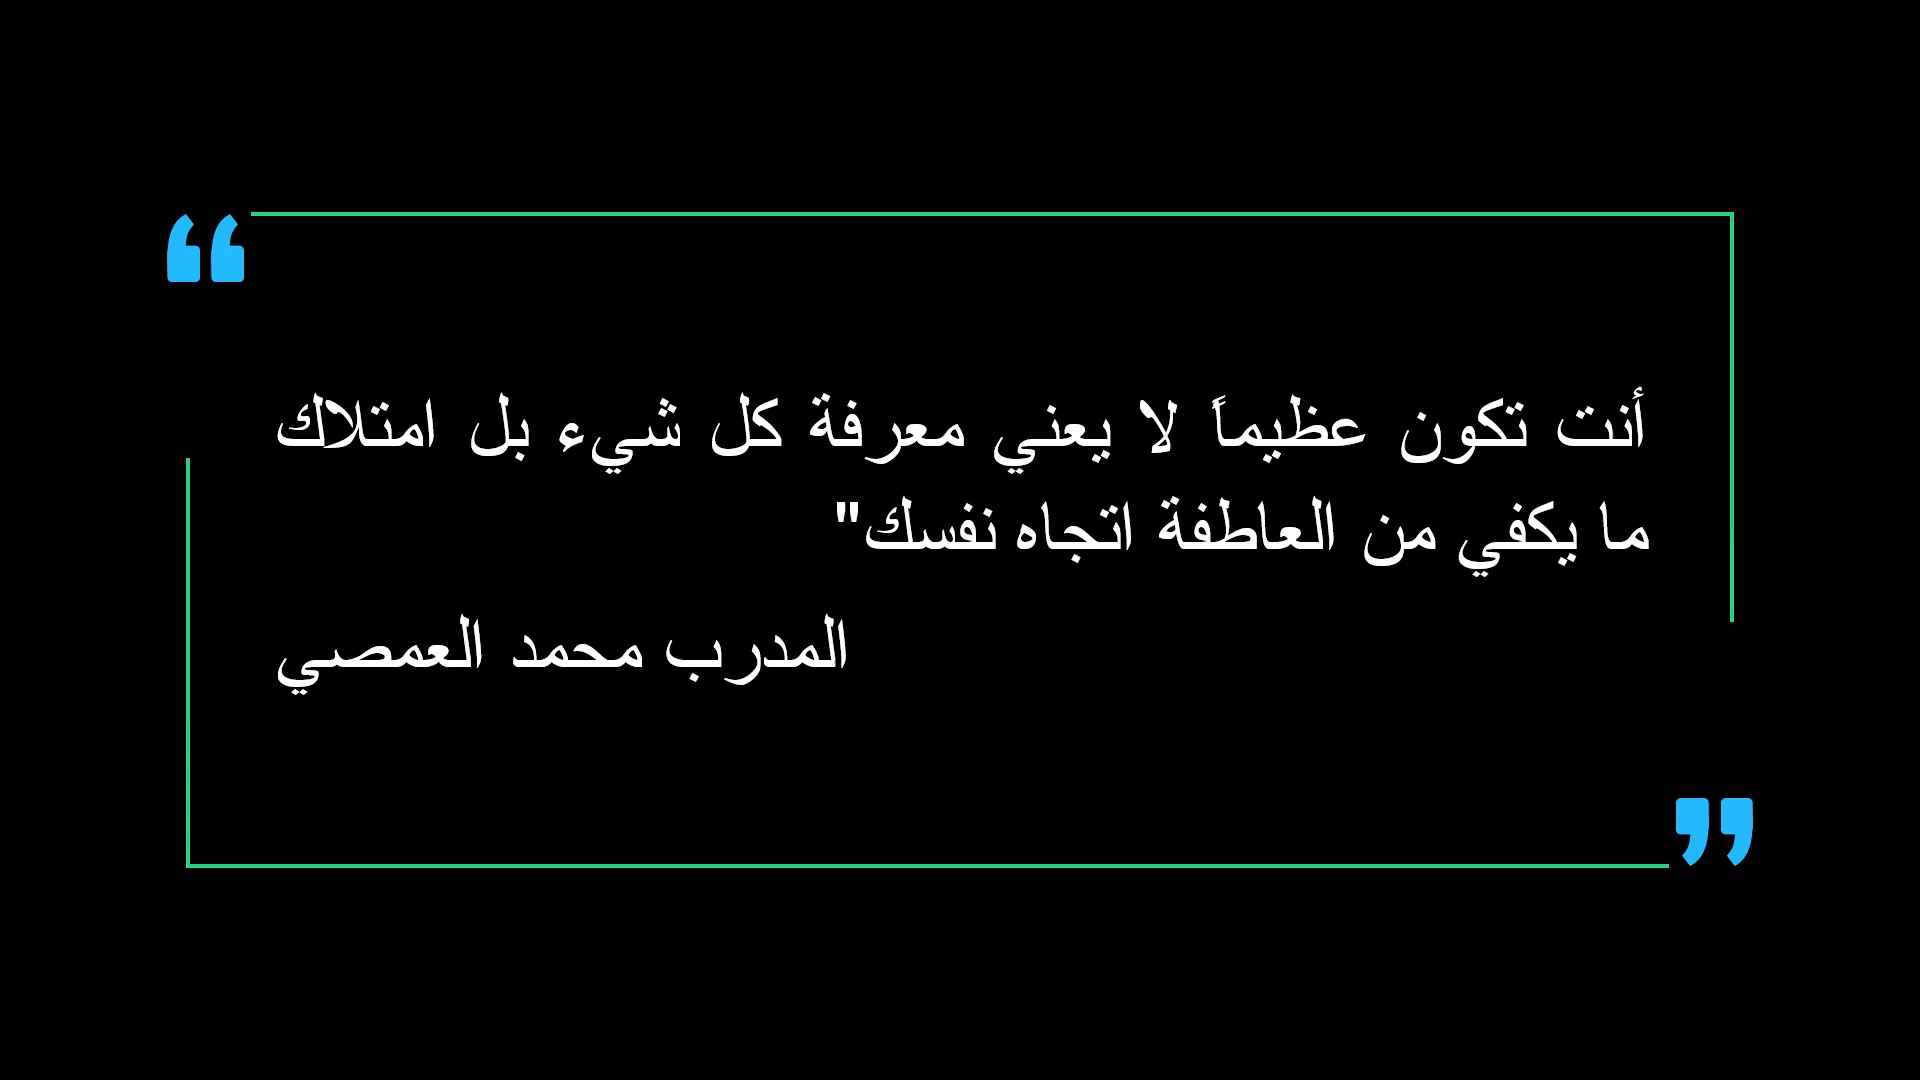 أنت تكون عظيماً لا يعني معرفة كل شيء بل امتلاك
ما يكفي من العاطفة اتجاه نفسك"
المدرب محمد العمصي